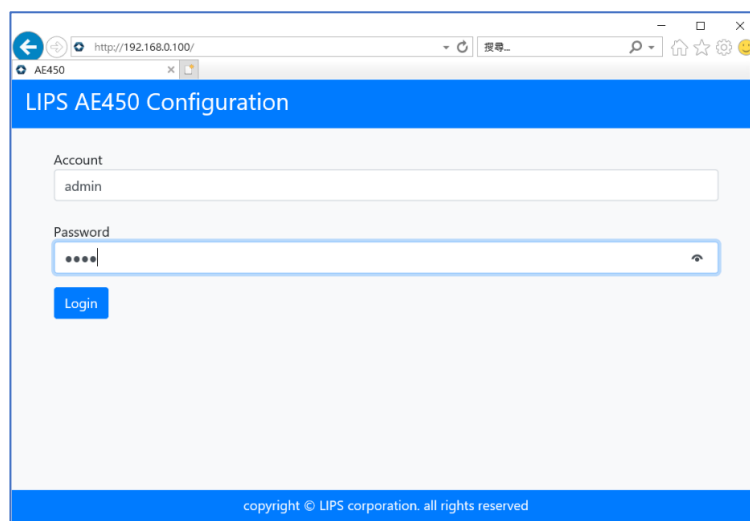 http://192.168.0.100/
搜尋...
AE450
LIPS AE450 Configuration
Account
admin
Password
••••
Login
copyright © LIPS corporation. all rights reserved